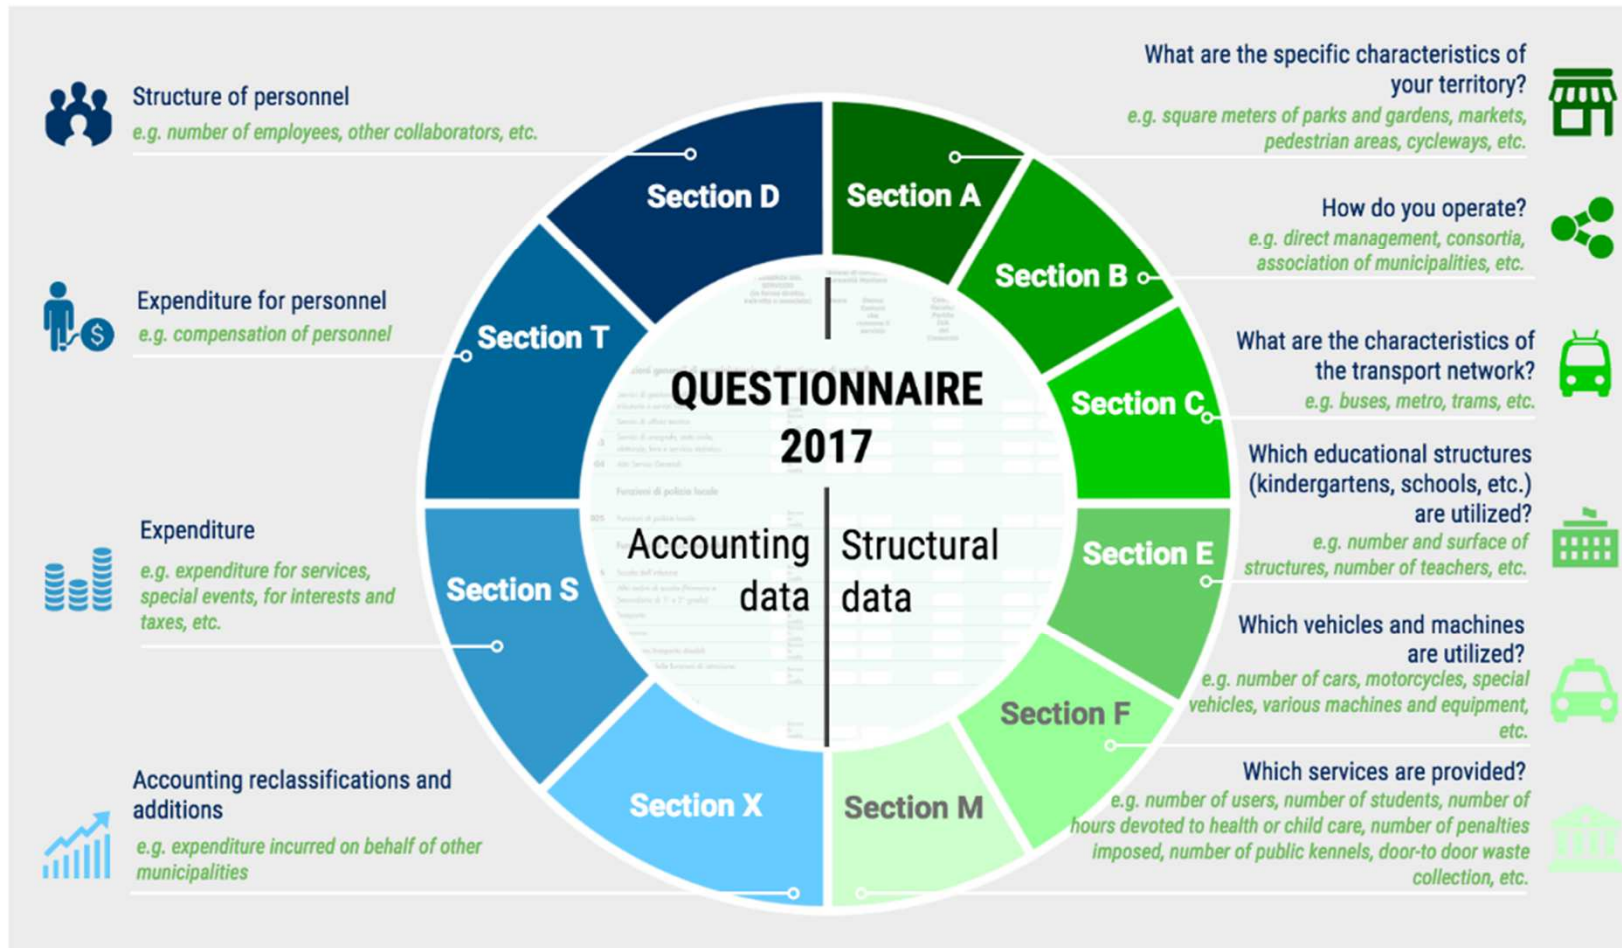 Structure of personnel
e.g. number of employees, other collaborators, etc.
Expenditure for personnel
e.g. compensation of personnel
Expenditure
e.g. expenditure for services,
special events, for interests and
taxes, etc.
Accounting reclassifications and
additions
e.g. expenditure incurred on behalf of other
municipalities
Section D
Section T
Section S
Section X
QUESTIONNAIRE
2017
Accounting
data
Structural
data
Section A
Section B
Section C
Section E
Section F
Section M
What are the specific characteristics of
your territory?
e.g. square meters of parks and gardens, markets,
pedestrian areas, cycleways, etc.
How do you operate?
e.g. direct management, consortia,
association of municipalities, etc.
What are the characteristics of
the transport network?
e.g. buses, metro, trams, etc.
Which educational structures
(kindergartens, schools, etc.)
are utilized?
e.g. number and surface of
structures, number of teachers, etc.
Which vehicles and machines
are utilized?
e.g. number of cars, motorcycles, special
vehicles, various machines and equipment,
etc.
Which services are provided?
e.g. number of users, number of students, number of
hours devoted to health or child care, number of penalties
imposed, number of public kennels, door-to door waste
collection, etc.
$
Funzioni di polizia locale